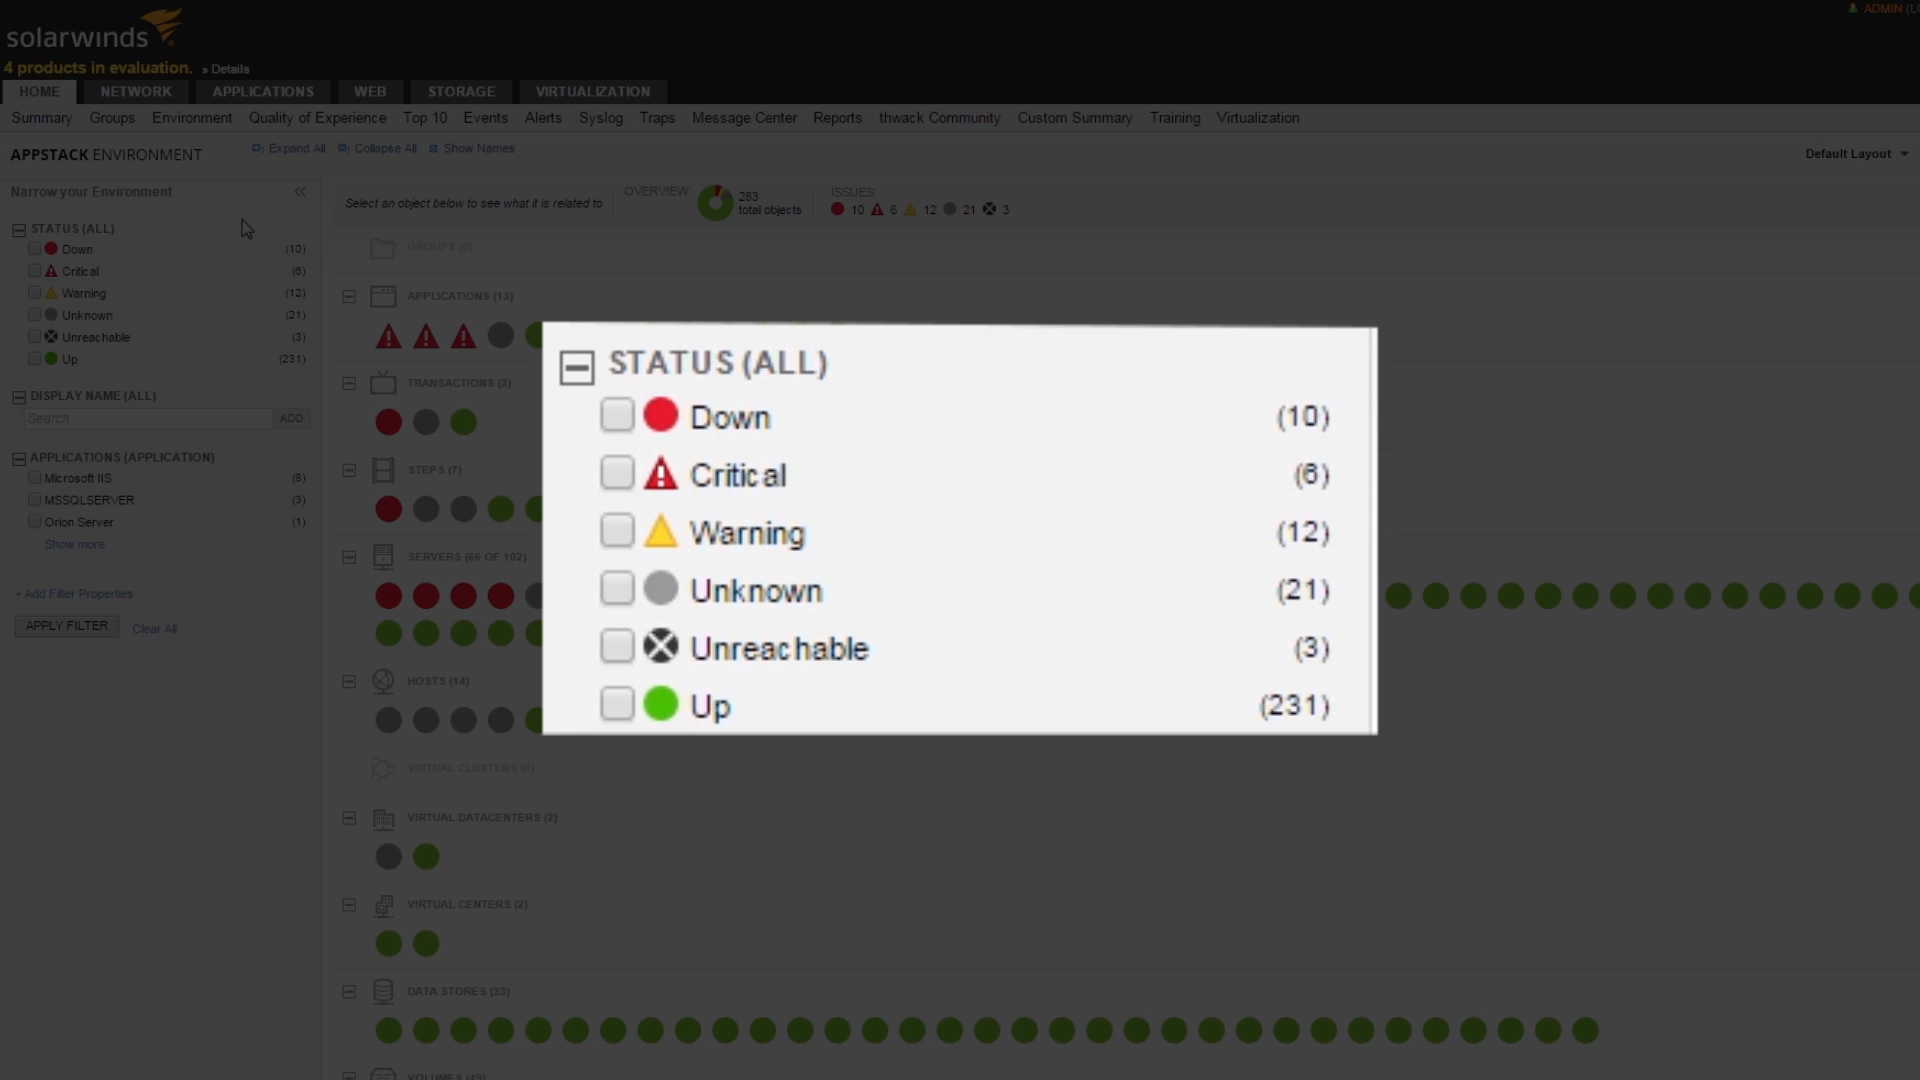 solarwinds
ADMIN (LO
4 products in evaluation. » Details
HOME NETWORK APPLICATIONS WEB STORAGE VIRTUALIZATION
Summary Groups Environment Quality of Experience Top 10 Events Alerts Syslog Traps Message Center Reports thwack Community Custom Summary Training Virtualization
APPSTACK ENVIRONMENT
Expand All Collapse All Show Names
Default Layout
Narrow your Environment
STATUS (ALL)
Down (10)
Critical (6)
Warning (12)
Unknown (21)
Unreachable (3)
Up (231)
DISPLAY NAME (ALL)
Search ADD
APPLICATIONS (APPLICATION)
Microsoft IIS (8)
MSSQLSERVER (3)
Orion Server (1)
Show more
+ Add Filter Properties
APPLY FILTER Clear All
Select an object below to see what it is related to
OVERVIEW: 283 total objects
ISSUES:
10 6 12 21 3
GROUPS (0)
APPLICATIONS (13)
TRANSACTIONS (3)
STEPS (7)
SERVERS (66 OF 102)
HOSTS (14)
VIRTUAL CLUSTERS (0)
VIRTUAL DATACENTERS (2)
VIRTUAL CENTERS (2)
DATA STORES (33)
STATUS (ALL)
Down (10)
Critical (6)
Warning (12)
Unknown (21)
Unreachable (3)
Up (231)